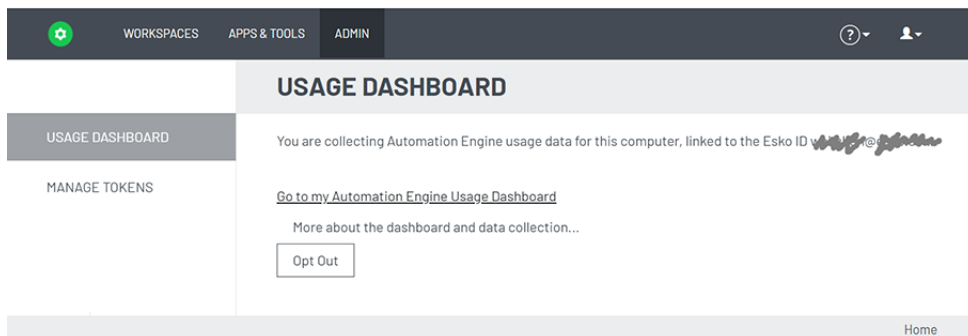 WORKSPACES APPS & TOOLS ADMIN ?
USAGE DASHBOARD
USAGE DASHBOARD
You are collecting Automation Engine usage data for this computer, linked to the Esko ID
MANAGE TOKENS
Go to my Automation Engine Usage Dashboard
More about the dashboard and data collection...
Opt Out
Home